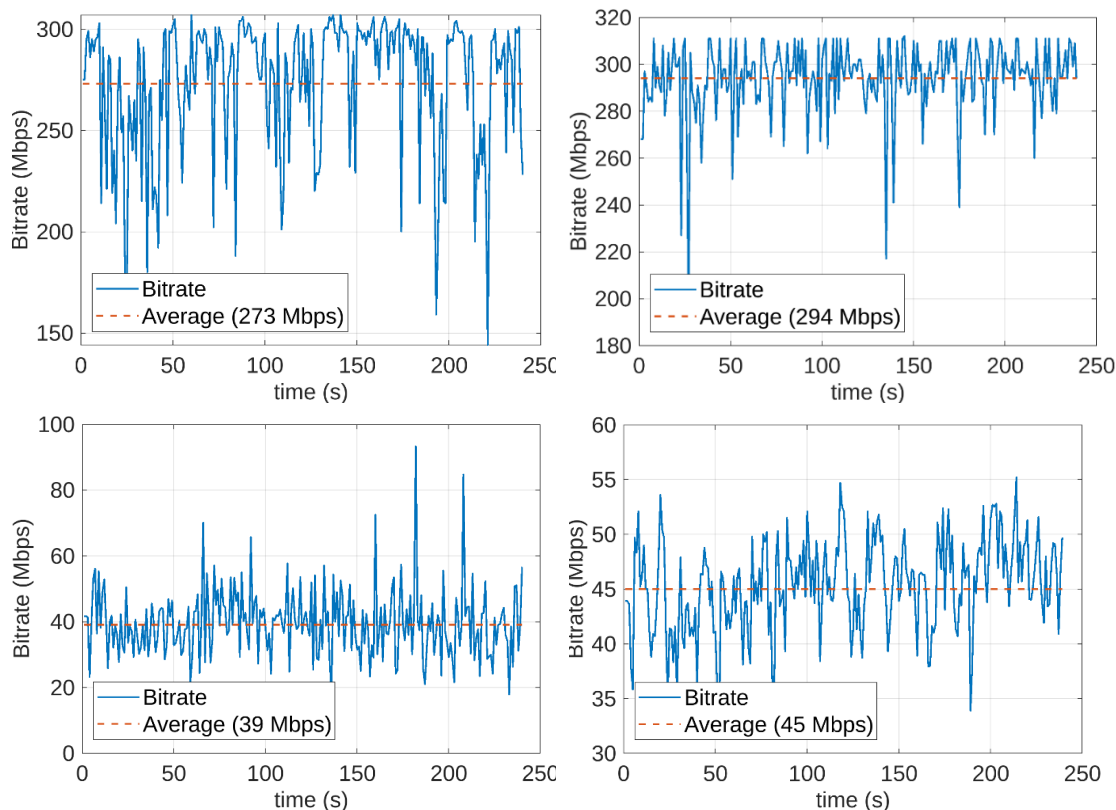 300
250
200
150
Bitrate (Mbps)
Bitrate
Average (273 Mbps)
0 50 100 150 200 250
time (s)
320
300
280
260
240
220
200
180
Bitrate (Mbps)
Bitrate
Average (294 Mbps)
0 50 100 150 200 250
time (s)
100
80
60
40
20
0
Bitrate (Mbps)
Bitrate
Average (39 Mbps)
0 50 100 150 200 250
time (s)
60
55
50
45
40
35
30
Bitrate (Mbps)
Bitrate
Average (45 Mbps)
0 50 100 150 200 250
time (s)